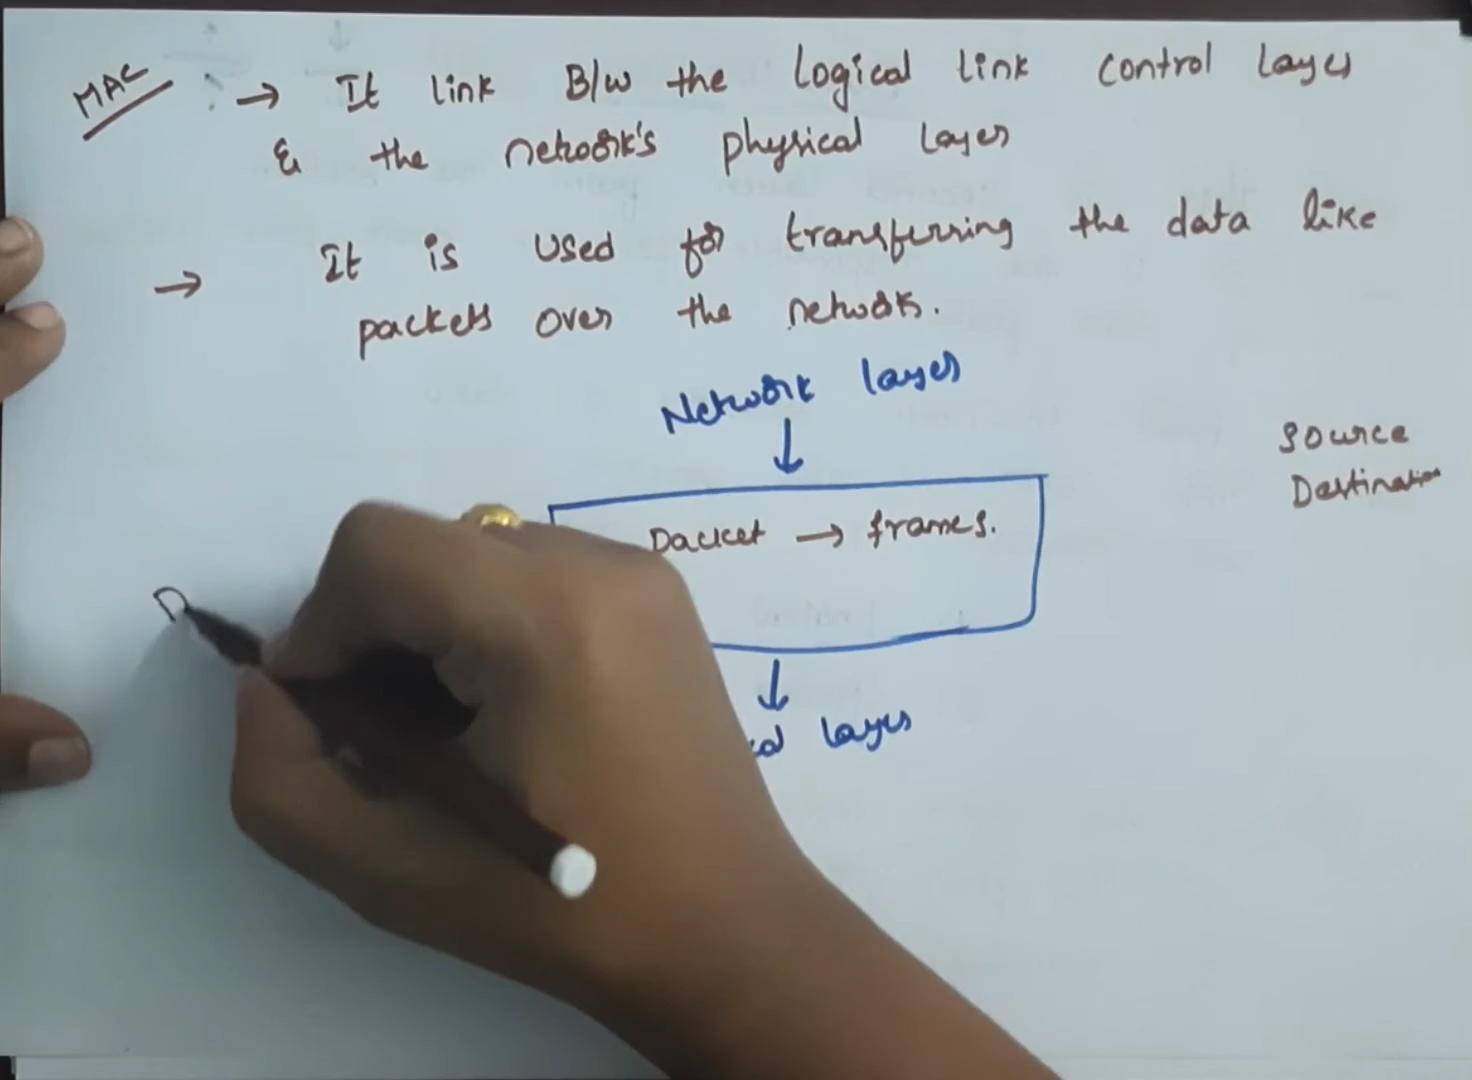 MAC : → It link B/w the Logical link control Layer
& the network's physical Layer
→ It is used for transferring the data like
packets over the network.
Network layer
↓
Source
Destination
Packet → frames.
↓
layer